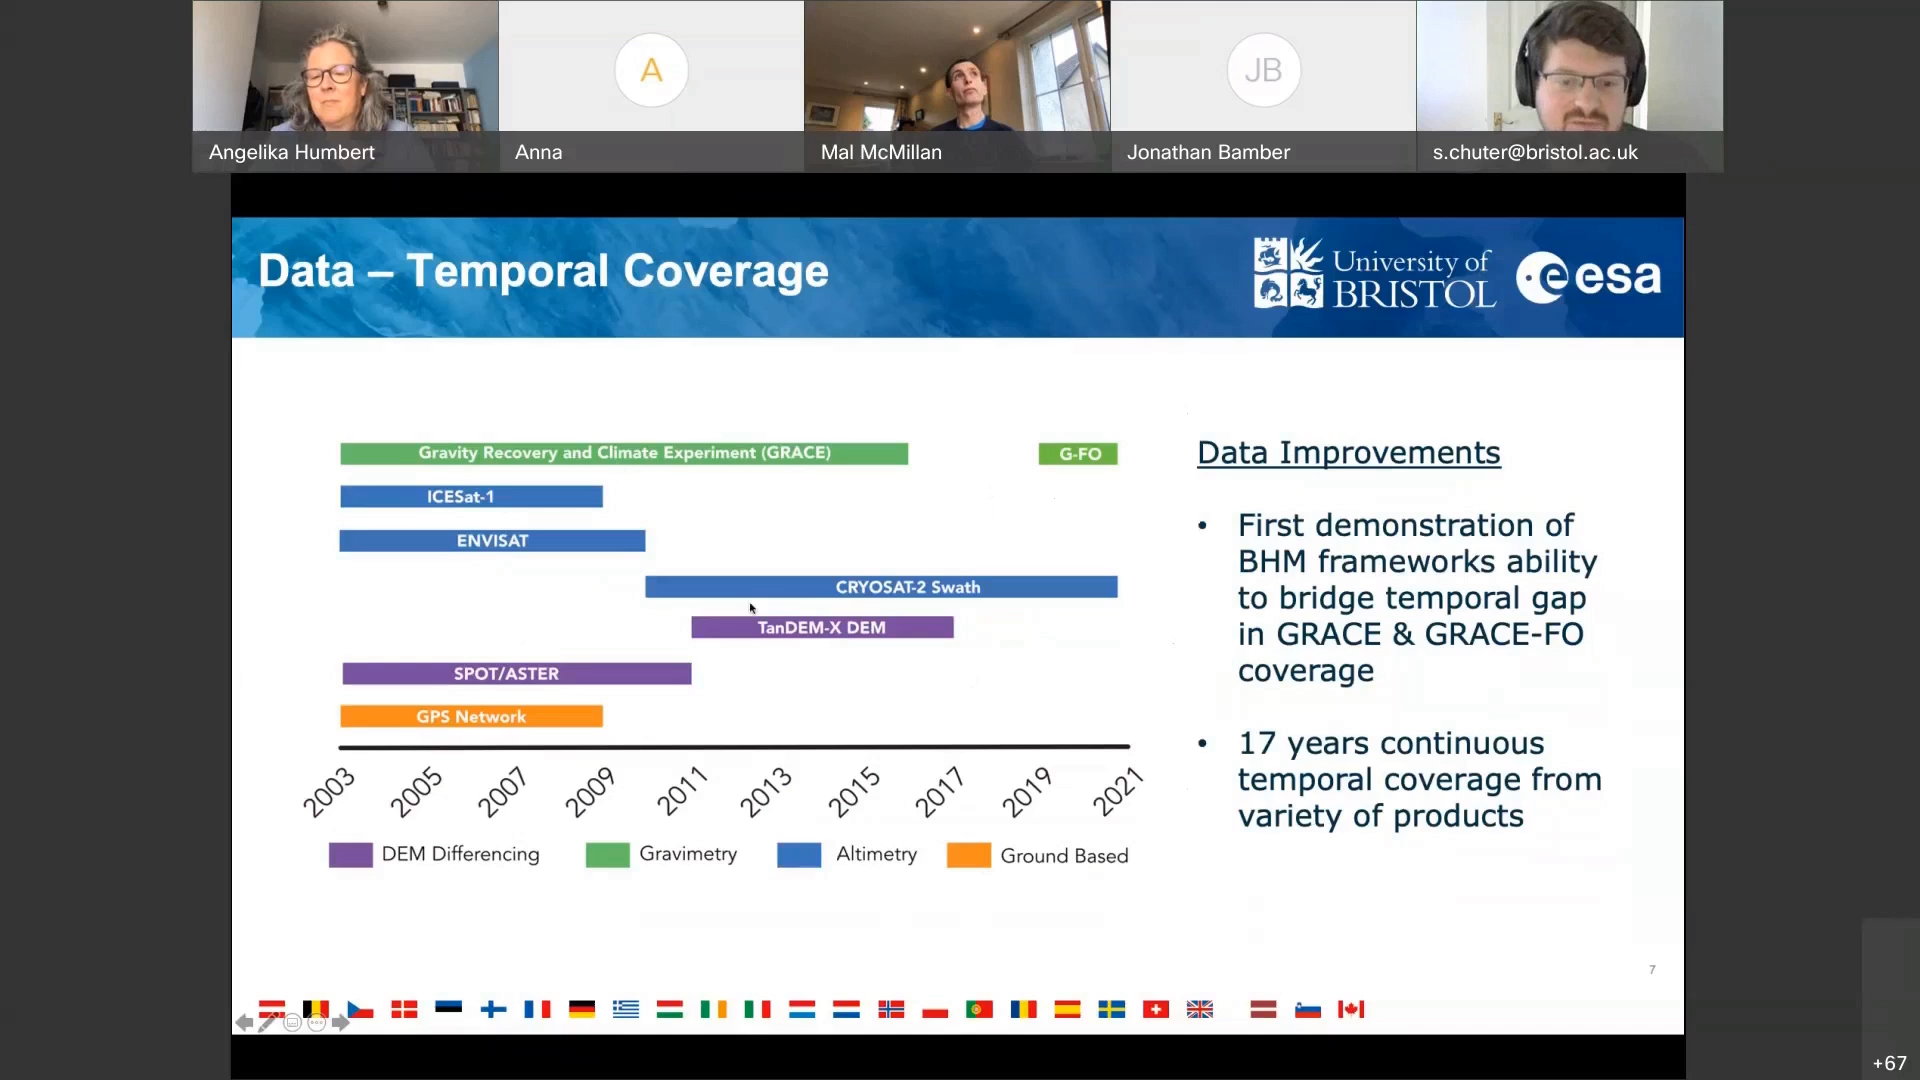 A
JB
Angelika Humbert
Anna
Mal McMillan
Jonathan Bamber
s.chuter@bristol.ac.uk
Data – Temporal Coverage
University of
BRISTOL
esa
Gravity Recovery and Climate Experiment (GRACE)
G-FO
ICESat-1
ENVISAT
CRYOSAT-2 Swath
TanDEM-X DEM
SPOT/ASTER
GPS Network
2003
2005
2007
2009
2011
2013
2015
2017
2019
2021
DEM Differencing
Gravimetry
Altimetry
Ground Based
Data Improvements
• First demonstration of
BHM frameworks ability
to bridge temporal gap
in GRACE & GRACE-FO
coverage
• 17 years continuous
temporal coverage from
variety of products
7
+67